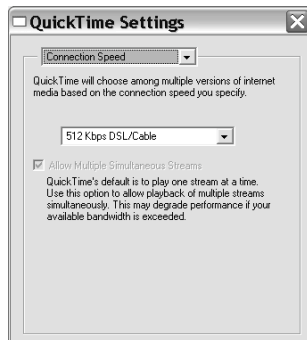 QuickTime Settings
Connection Speed
QuickTime will choose among multiple versions of internet
media based on the connection speed you specify.
512 Kbps DSL/Cable
Allow Multiple Simultaneous Streams
QuickTime's default is to play one stream at a time.
Use this option to allow playback of multiple streams
simultaneously. This may degrade performance if your
available bandwidth is exceeded.